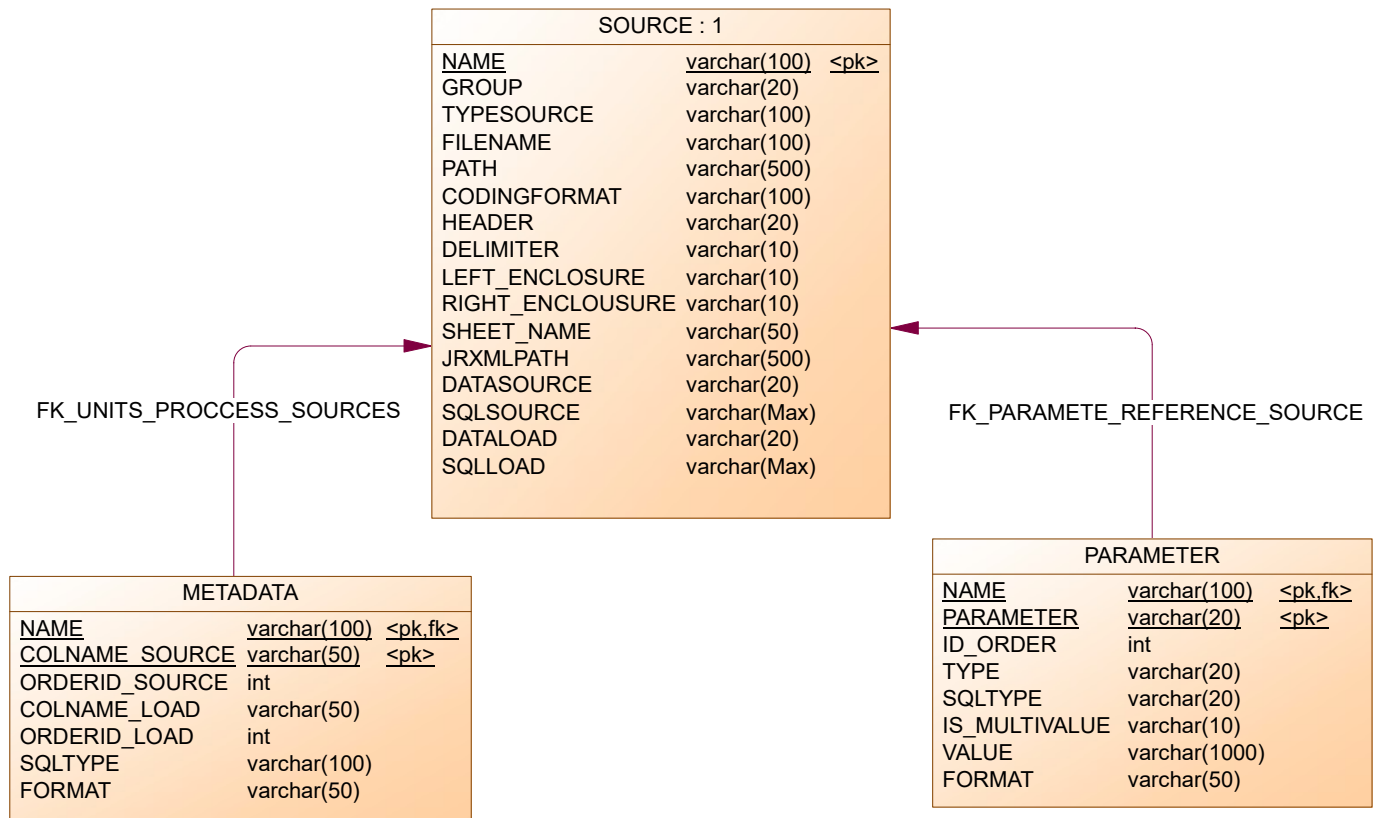 SOURCE : 1
NAME varchar(100) <pk>
GROUP varchar(20)
TYPESOURCE varchar(100)
FILENAME varchar(100)
PATH varchar(500)
CODINGFORMAT varchar(100)
HEADER varchar(20)
DELIMITER varchar(10)
LEFT_ENCLOSURE varchar(10)
RIGHT_ENCLOUSURE varchar(10)
SHEET_NAME varchar(50)
JRXMLPATH varchar(500)
DATASOURCE varchar(20)
SQLSOURCE varchar(Max)
DATALOAD varchar(20)
SQLLOAD varchar(Max)
FK_UNITS_PROCCESS_SOURCES
FK_PARAMETE_REFERENCE_SOURCE
METADATA
NAME varchar(100) <pk,fk>
COLNAME_SOURCE varchar(50) <pk>
ORDERID_SOURCE int
COLNAME_LOAD varchar(50)
ORDERID_LOAD int
SQLTYPE varchar(100)
FORMAT varchar(50)
PARAMETER
NAME varchar(100) <pk,fk>
PARAMETER varchar(20) <pk>
ID_ORDER int
TYPE varchar(20)
SQLTYPE varchar(20)
IS_MULTIVALUE varchar(10)
VALUE varchar(1000)
FORMAT varchar(50)